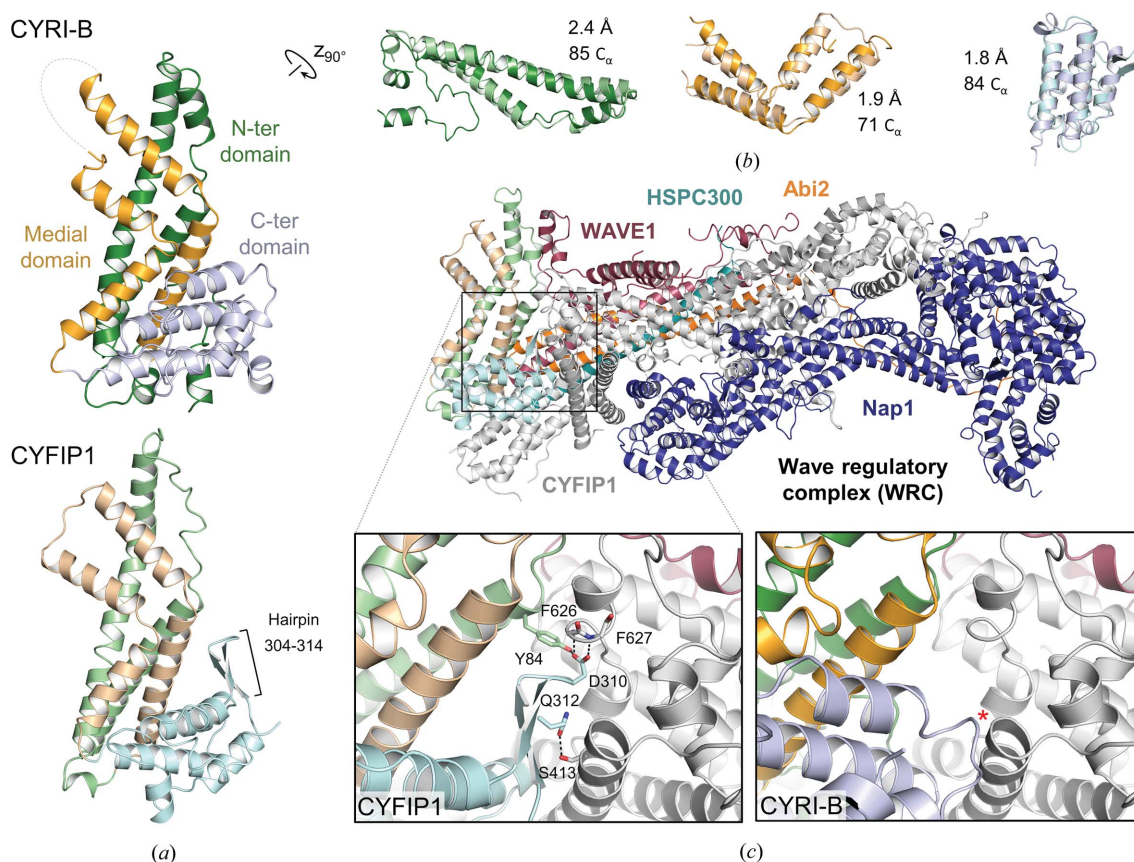 CYRI-B
Z90°
N-ter
domain
Medial
domain
C-ter
domain
CYFIP1
Hairpin
304-314
(a)
2.4 Å
85 Cα
1.9 Å
71 Cα
1.8 Å
84 Cα
(b)
WAVE1
HSPC300
Abi2
CYFIP1
Nap1
Wave regulatory
complex (WRC)
F626
F627
Y84
D310
Q312
S413
CYFIP1
*
CYRI-B
(c)